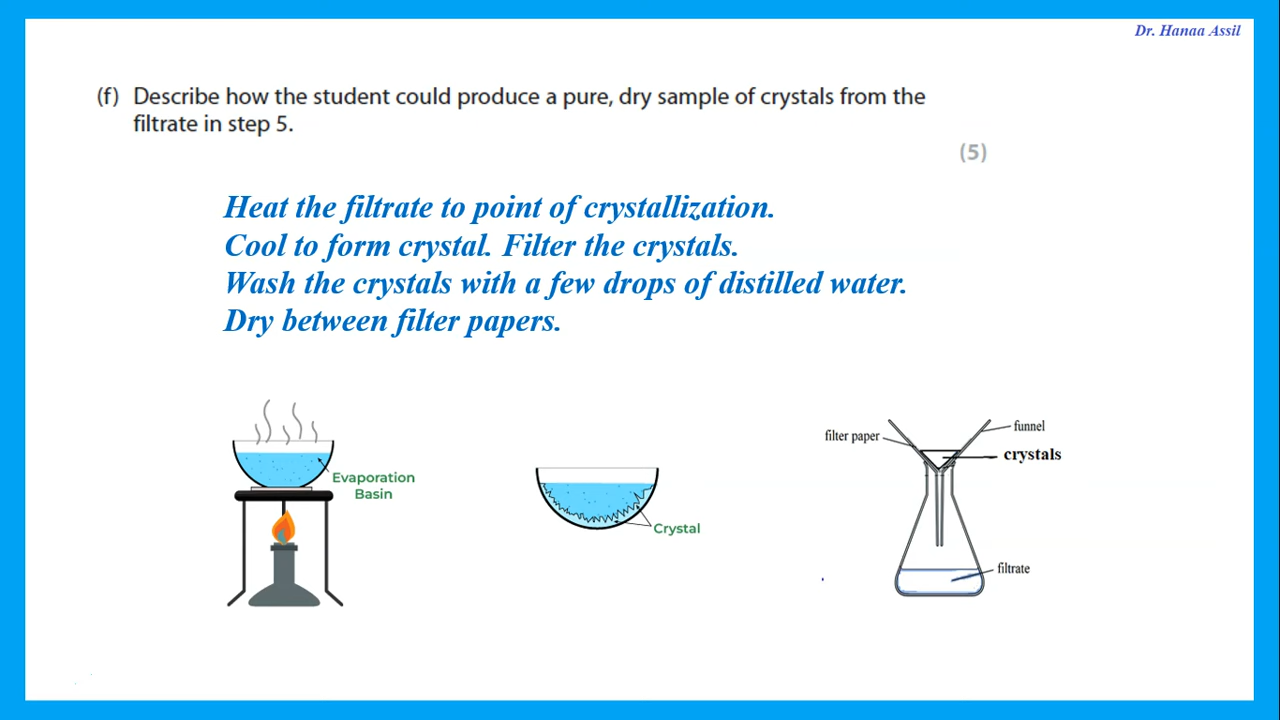 Dr. Hanaa Assil
(f) Describe how the student could produce a pure, dry sample of crystals from the
filtrate in step 5.
(5)
Heat the filtrate to point of crystallization.
Cool to form crystal. Filter the crystals.
Wash the crystals with a few drops of distilled water.
Dry between filter papers.
Evaporation
Basin
Crystal
filter paper
funnel
crystals
filtrate